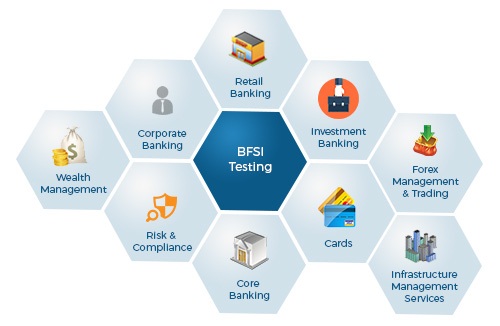 Retail
Banking
Corporate
Banking
BFSI
Testing
Investment
Banking
Wealth
Management
Forex
Management
& Trading
Risk &
Compliance
Cards
Core
Banking
Infrastructure
Management
Services